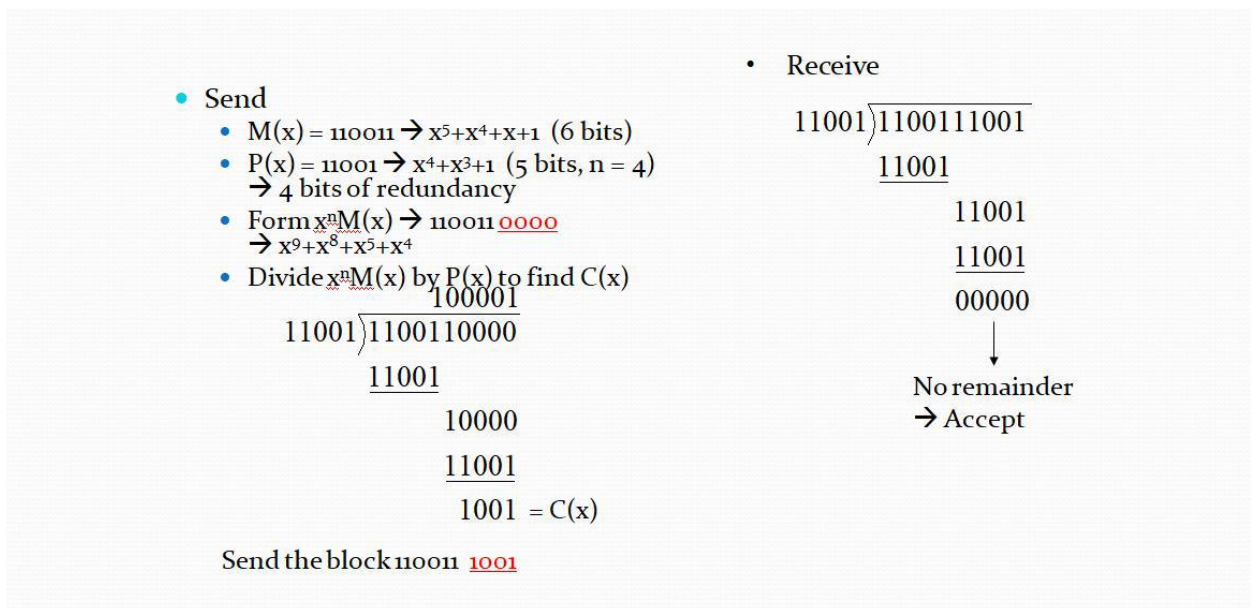 • Send
• M(x) = 110011 → x⁵+x⁴+x+1 (6 bits)
• P(x) = 11001 → x⁴+x³+1 (5 bits, n = 4)
→ 4 bits of redundancy
• Form xⁿM(x) → 110011 0000
→ x⁹+x⁸+x⁵+x⁴
• Divide xⁿM(x) by P(x) to find C(x)
100001
11001)1100110000
11001
10000
11001
1001 = C(x)
Send the block 110011 1001
• Receive
11001)1100111001
11001
11001
11001
00000
No remainder
→ Accept